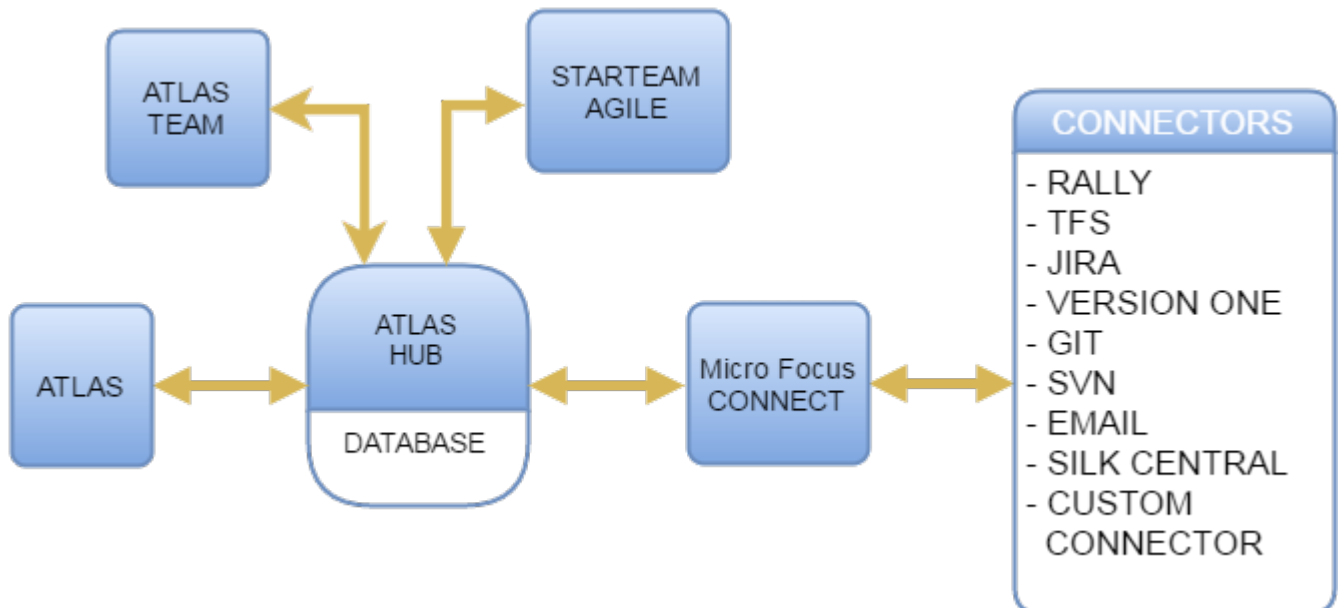 ATLAS
TEAM
STARTEAM
AGILE
CONNECTORS
- RALLY
- TFS
- JIRA
- VERSION ONE
- GIT
- SVN
- EMAIL
- SILK CENTRAL
- CUSTOM
CONNECTOR
ATLAS
ATLAS
HUB
DATABASE
Micro Focus
CONNECT